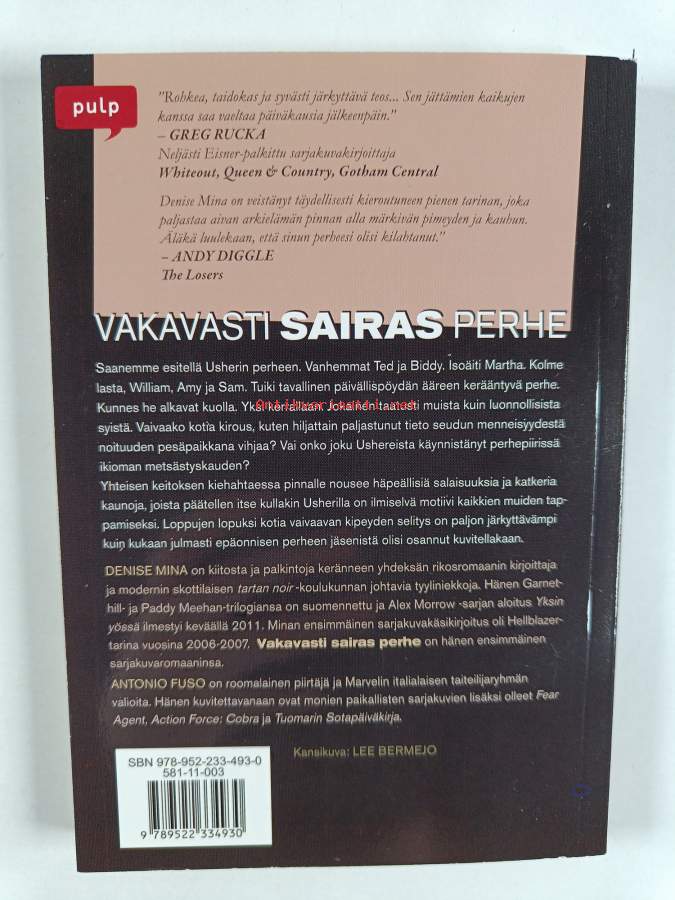 pulp
"Rohkea, taidokas ja syvästi järkyttävä teos... Sen jättämien kaikujen
kanssa saa vaeltaa päiväkausia jälkeenpäin."
– GREG RUCKA
Neljästi Eisner-palkittu sarjakuvakirjoittaja
Whiteout, Queen & Country, Gotham Central
Denise Mina on veistänyt täydellisesti kieroutuneen pienen tarinan, joka
paljastaa aivan arkielämän pinnan alla märkivän pimeyden ja kauhun.
Äläkä luulekaan, että sinun perheesi olisi kilahtanut."
– ANDY DIGGLE
The Losers
VAKAVASTI SAIRAS PERHE
Saanemme esitellä Usherin perheen. Vanhemmat Ted ja Biddy. Isoäiti Martha. Kolme
lasta, William, Amy ja Sam. Tuiki tavallinen päivällispöydän ääreen kerääntyvä perhe.
Kunnes he alkavat kuolla. Yksi kerrallaan. Jokainen taatusti muista kuin luonnollisista
syistä. Vaivaako kotia kirous, kuten hiljattain paljastunut tieto seudun menneisyydestä
noituuden pesäpaikkana vihjaa? Vai onko joku Ushereista käynnistänyt perhepiirissä
ikioman metsästyskauden?
Yhteisen keitoksen kiehahtaessa pinnalle nousee häpeällisiä salaisuuksia ja katkeria
kaunoja, joista päätellen itse kullakin Usherilla on ilmiselvä motiivi kaikkien muiden tap-
pamiseksi. Loppujen lopuksi kotia vaivaavan kipeyden selitys on paljon järkyttävämpi
kuin kukaan julmasti epäonnisen perheen jäsenistä olisi osannut kuvitellakaan.
DENISE MINA on kiitosta ja palkintoja keränneen yhdeksän rikosromaanin kirjoittaja
ja modernin skottilaisen tartan noir -koulukunnan johtavia tyyliniekkoja. Hänen Garnet-
hill- ja Paddy Meehan-trilogiansa on suomennettu ja Alex Morrow -sarjan aloitus Yksin
yössä ilmestyi keväällä 2011. Minan ensimmäinen sarjakuvakäsikirjoitus oli Hellblazer-
tarina vuosina 2006-2007. Vakavasti sairas perhe on hänen ensimmäinen
sarjakuvaromaaninsa.
ANTONIO FUSO on roomalainen piirtäjä ja Marvelin italialaisen taiteilijaryhmän
valioita. Hänen kuvitettavanaan ovat monien paikallisten sarjakuvien lisäksi olleet Fear
Agent, Action Force: Cobra ja Tuomarin Sotapäiväkirja.
Kansikuva: LEE BERMEJO
SBN 978-952-233-493-0
581-11-003
9 789522 334930